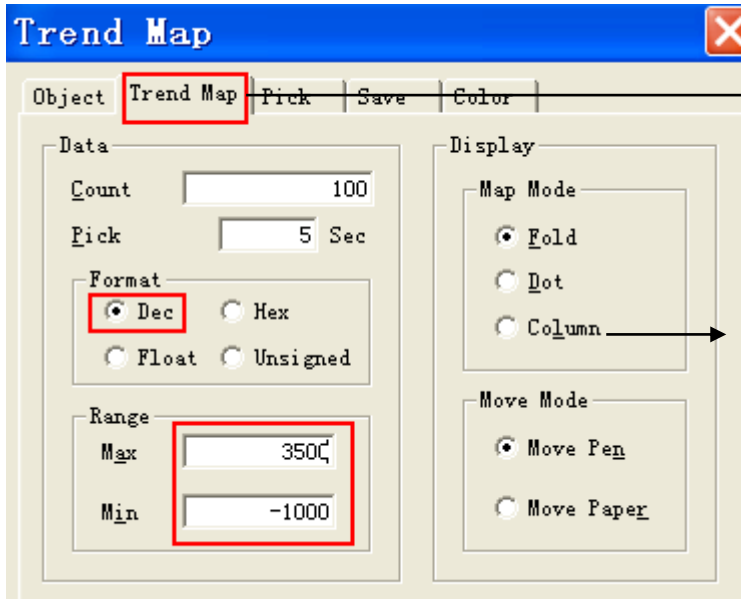 Trend Map
Object Trend Map Pick Save Color
Data
Count 100
Pick 5 Sec
Format
Dec Hex
Float Unsigned
Range
Max 3500
Min -1000
Display
Map Mode
Fold
Dot
Column
Move Mode
Move Pen
Move Paper